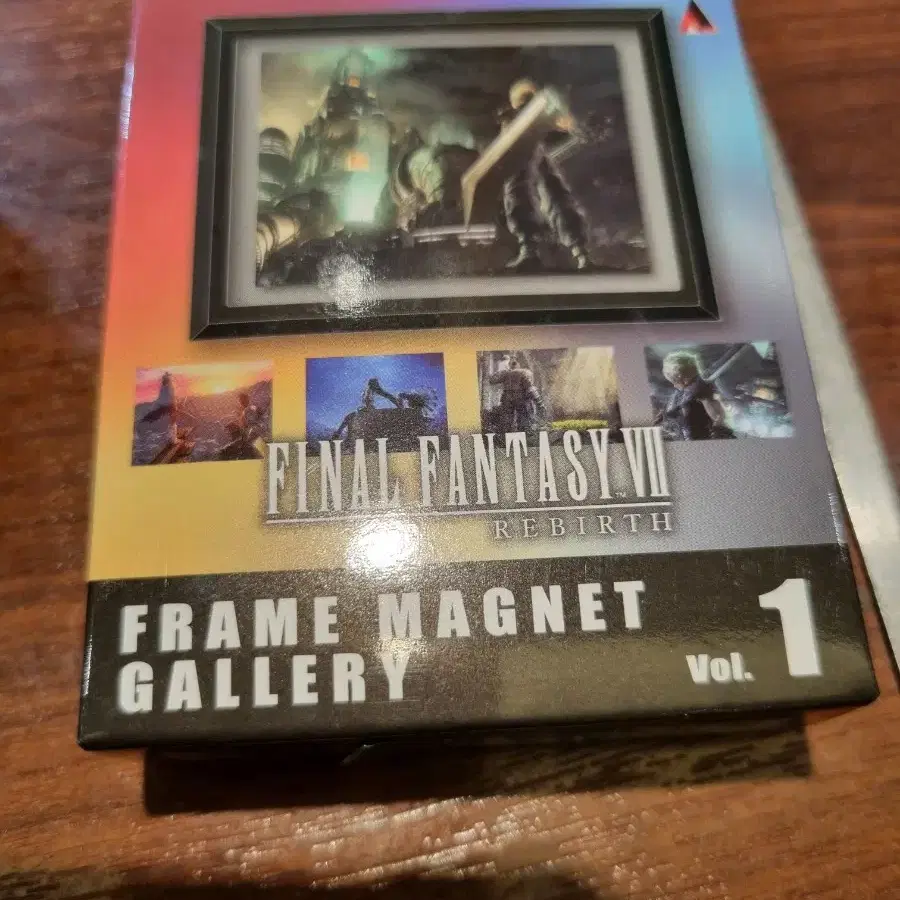 FINAL FANTASY VII
REBIRTH
FRAME MAGNET
GALLERY
Vol. 1